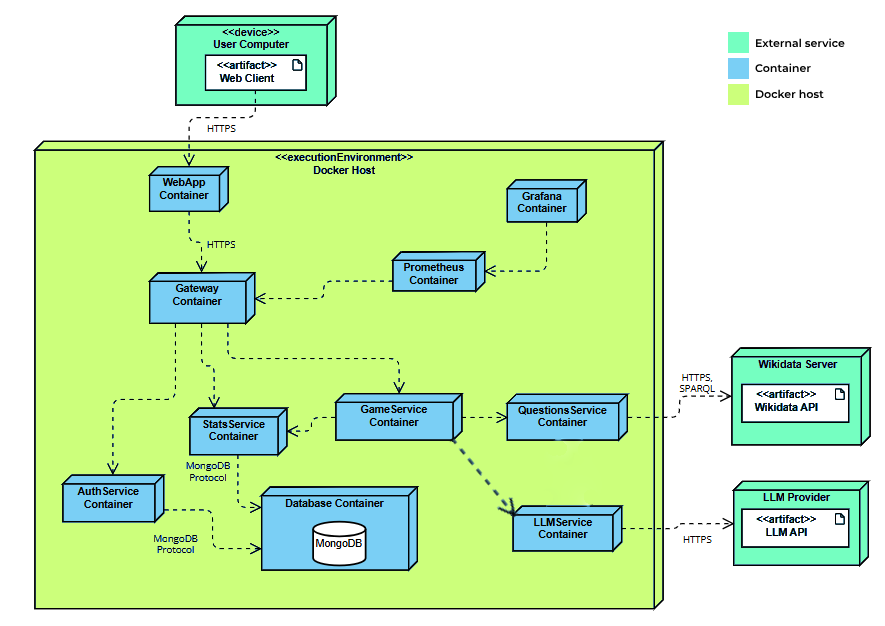 <<device>>
User Computer
<<artifact>>
Web Client
External service
Container
Docker host
HTTPS
<<executionEnvironment>>
Docker Host
WebApp
Container
Grafana
Container
HTTPS
Prometheus
Container
Gateway
Container
Wikidata Server
<<artifact>>
Wikidata API
HTTPS,
SPARQL
GameService
Container
QuestionsService
Container
StatsService
Container
MongoDB
Protocol
AuthService
Container
Database Container
MongoDB
LLM Provider
<<artifact>>
LLM API
LLMService
Container
HTTPS
MongoDB
Protocol